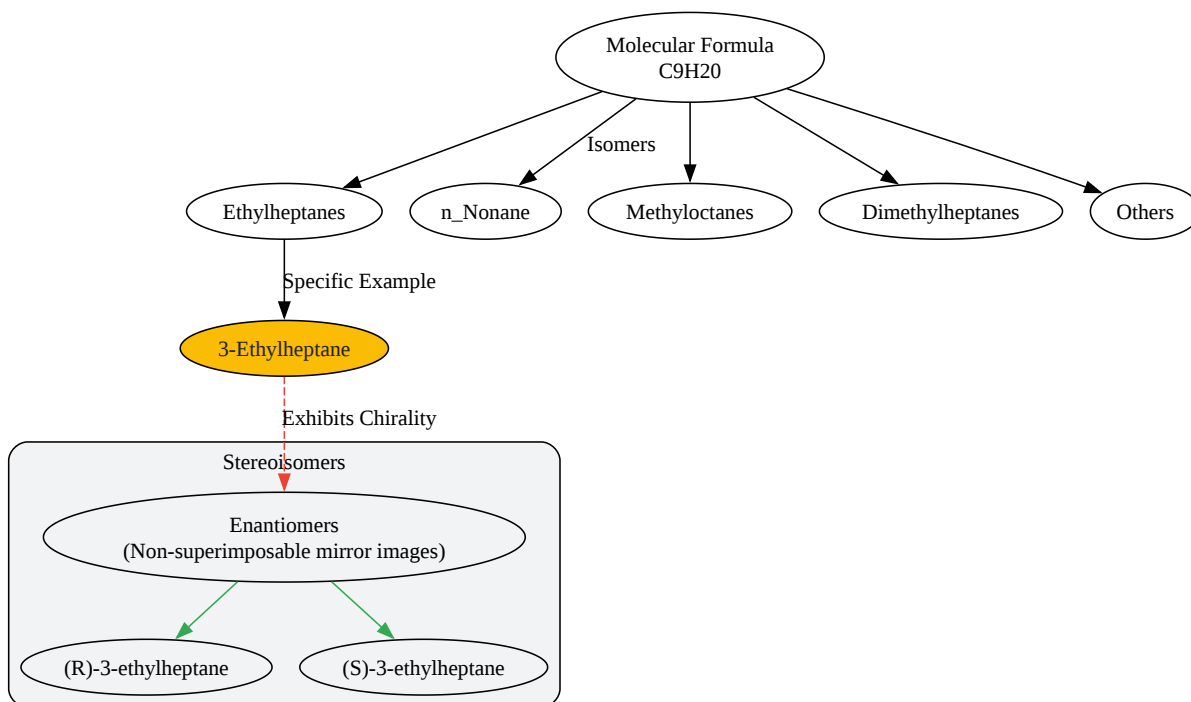 Molecular Formula
C9H20
Isomers
Ethylheptanes
n_Nonane
Methyloctanes
Dimethylheptanes
Others
Specific Example
3-Ethylheptane
Exhibits Chirality
Stereoisomers
Enantiomers
(Non-superimposable mirror images)
(R)-3-ethylheptane
(S)-3-ethylheptane